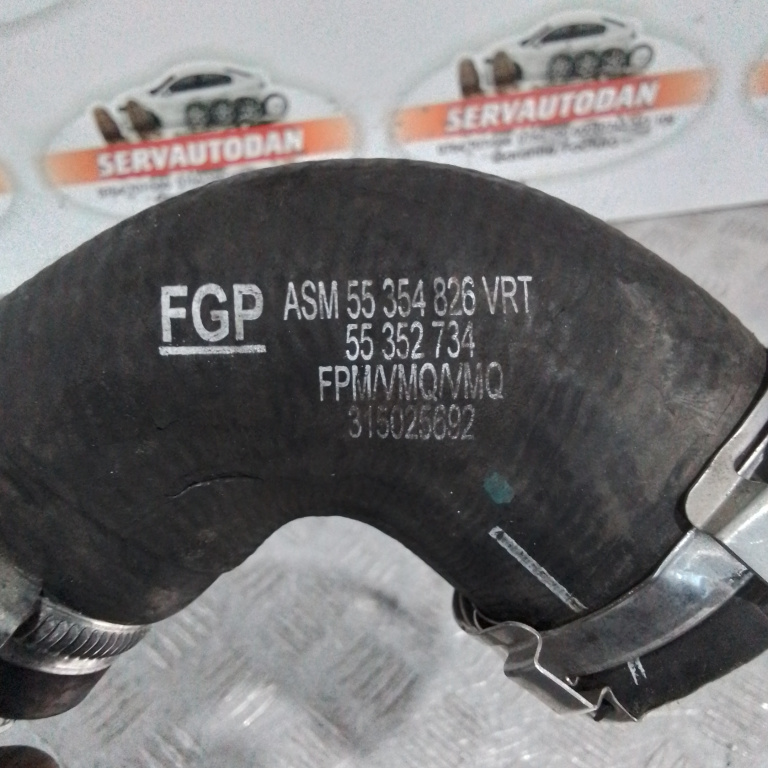 SERVAUTODAN
SERVAUTODAN
FGP
ASM 55 354 826 VRT
55 352 734
FPM/VMQ/VMQ
315025692